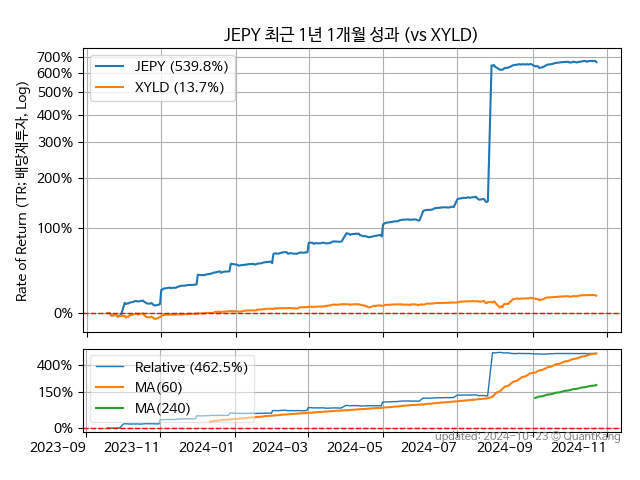 JEPY 최근 1년 1개월 성과 (vs XYLD)
Rate of Return (TR; 배당재투자, Log)
700%
600%
500%
400%
300%
200%
100%
0%
JEPY (539.8%)
XYLD (13.7%)
400%
150%
0%
Relative (462.5%)
MA(60)
MA(240)
updated: 2024-10-23 © QuantKang
2023-09 2023-11 2024-01 2024-03 2024-05 2024-07 2024-09 2024-11